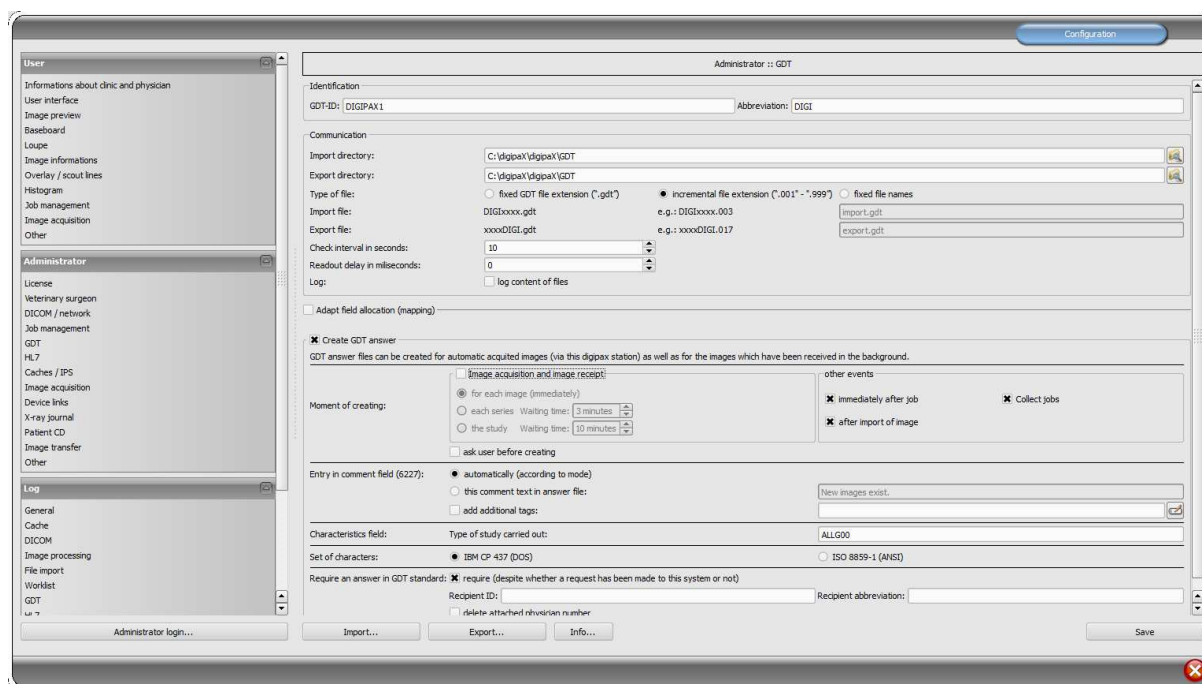 Configuration
User
Informations about clinic and physician
User interface
Image preview
Baseboard
Loupe
Image informations
Overlay / scout lines
Histogram
Job management
Image acquisition
Other
Administrator
License
Veterinary surgeon
DICOM / network
Job management
GDT
HL7
Caches / IPS
Image acquisition
Device links
X-ray journal
Patient CD
Image transfer
Other
Log
General
Cache
DICOM
Image processing
File import
Worklist
GDT
HL7
Administrator login...
Administrator :: GDT
Identification
GDT-ID: DIGIPAX1 Abbreviation: DIGI
Communication
Import directory: C:\digipaX\digipaX\GDT
Export directory: C:\digipaX\digipaX\GDT
Type of file: fixed GDT file extension (".gdt") incremental file extension (".001" - ".999") fixed file names
Import file: DIGIxxxx.gdt e.g.: DIGIxxxx.003 import.gdt
Export file: xxxxDIGI.gdt e.g.: xxxxDIGI.017 export.gdt
Check interval in seconds: 10
Readout delay in miliseconds: 0
Log: log content of files
Adapt field allocation (mapping)
Create GDT answer
GDT answer files can be created for automatic acquited images (via this digipax station) as well as for the images which have been received in the background.
Moment of creating:
Image acquisition and image receipt
for each image (immediately)
each series Waiting time: 3 minutes
the study Waiting time: 10 minutes
other events
immediately after job Collect jobs
after import of image
ask user before creating
Entry in comment field (6227): automatically (according to mode)
this comment text in answer file: New images exist.
add additional tags:
Characteristics field: Type of study carried out: ALLG00
Set of characters: IBM CP 437 (DOS) ISO 8859-1 (ANSI)
Require an answer in GDT standard: require (despite whether a request has been made to this system or not)
Recipient ID: Recipient abbreviation:
delete attached physician number
Import... Export... Info... Save